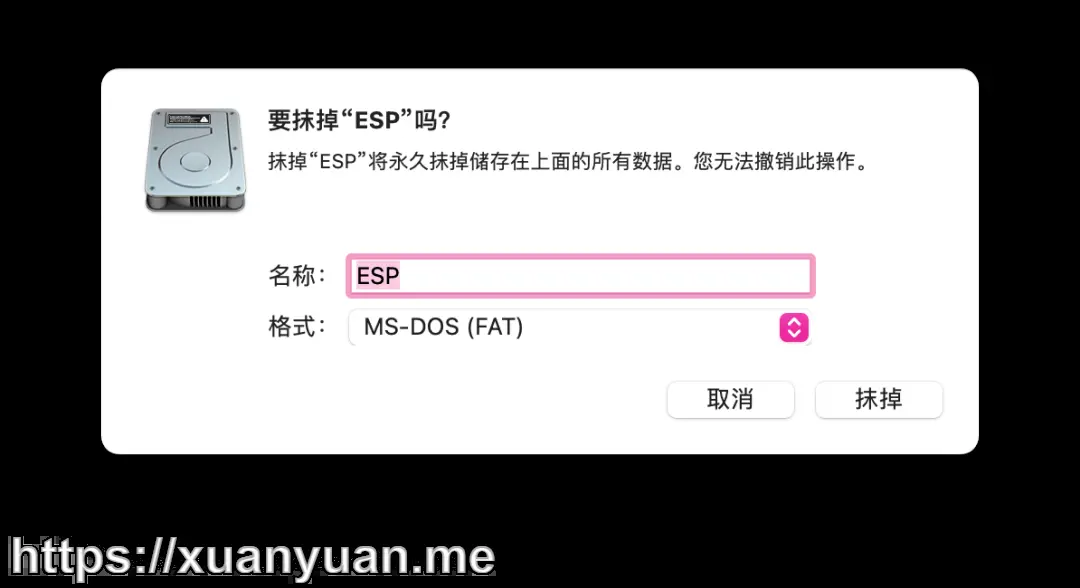 要抹掉“ESP”吗?
抹掉“ESP”将永久抹掉储存在上面的所有数据。您无法撤销此操作。
名称: ESP
格式: MS-DOS (FAT)
取消 抹掉
https://xuanyuan.me